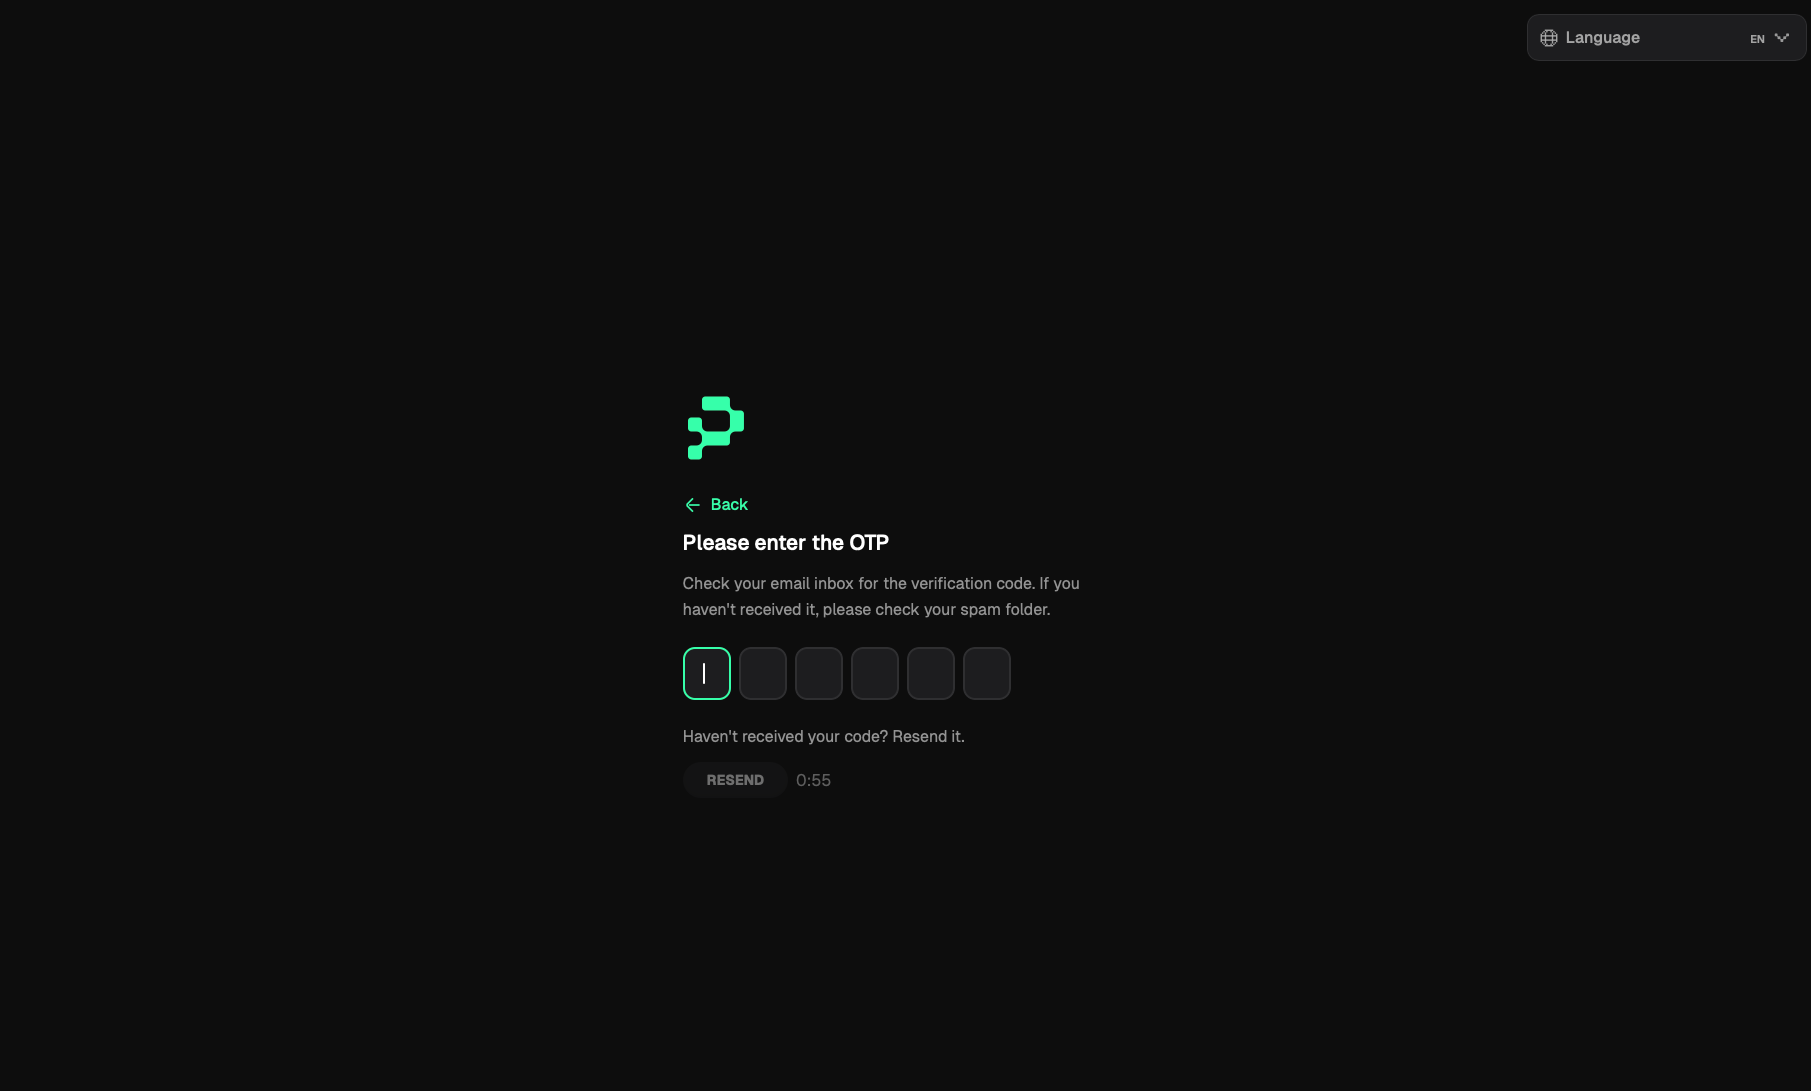 Language EN
Back
Please enter the OTP
Check your email inbox for the verification code. If you
haven't received it, please check your spam folder.
Haven't received your code? Resend it.
RESEND 0:55